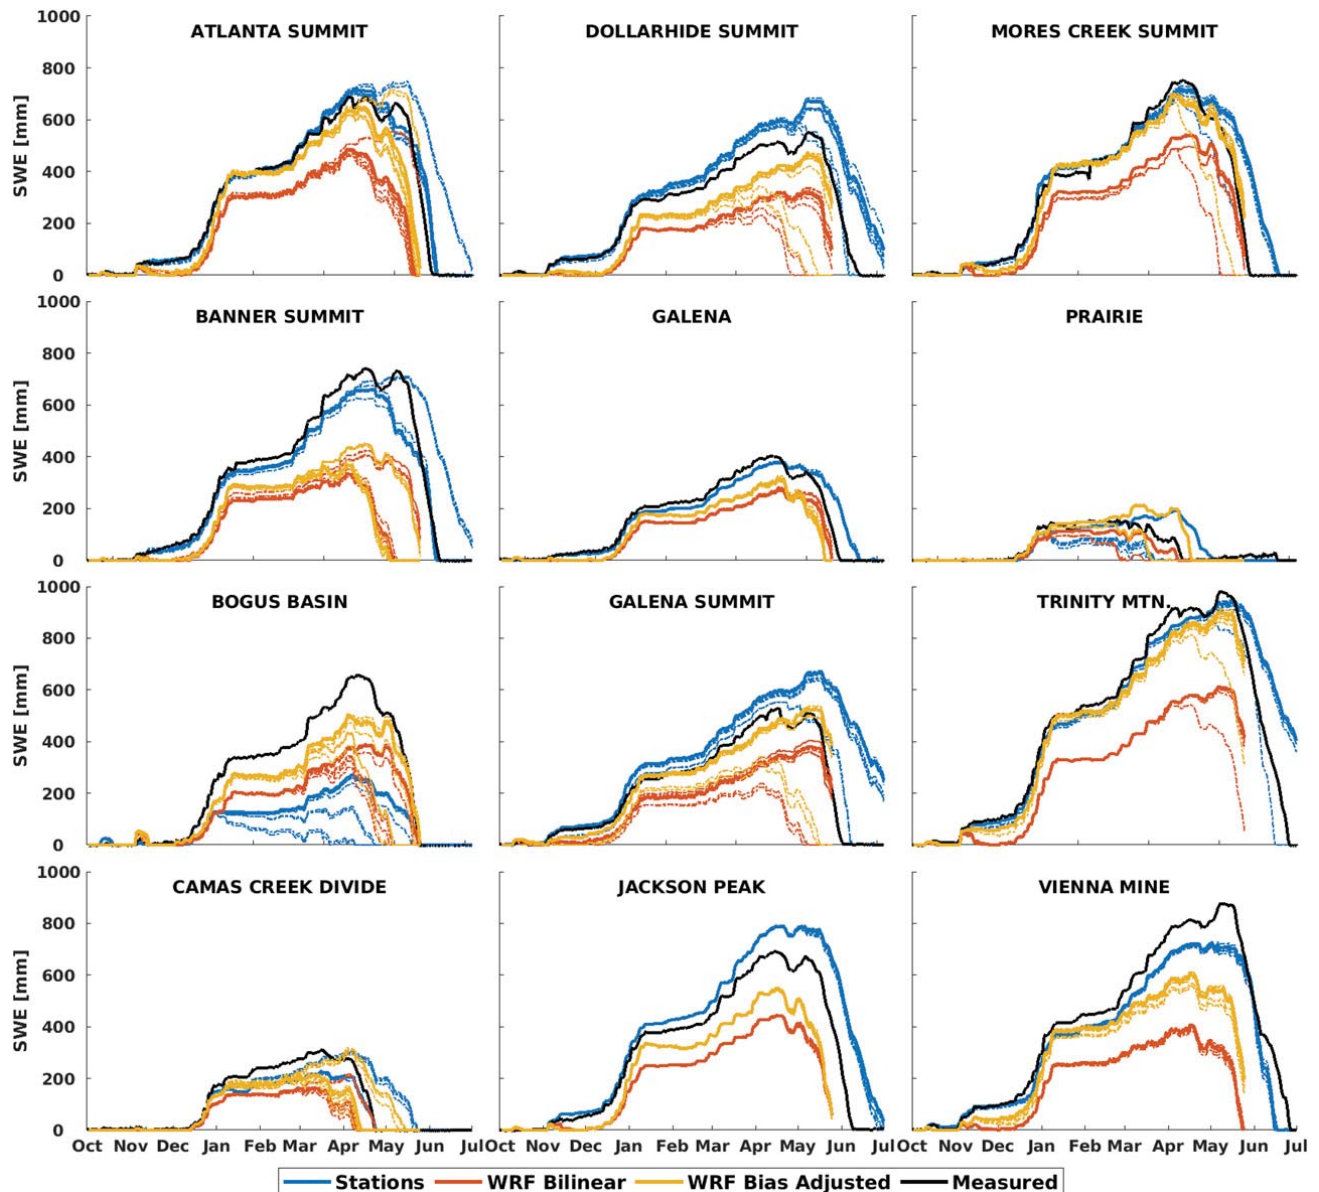 ATLANTA SUMMIT
DOLLARHIDE SUMMIT
MORES CREEK SUMMIT
SWE [mm]
1000
800
600
400
200
0
BANNER SUMMIT
GALENA
PRAIRIE
SWE [mm]
1000
800
600
400
200
0
BOGUS BASIN
GALENA SUMMIT
TRINITY MTN.
SWE [mm]
1000
800
600
400
200
0
CAMAS CREEK DIVIDE
JACKSON PEAK
VIENNA MINE
SWE [mm]
1000
800
600
400
200
0
Oct Nov Dec Jan Feb Mar Apr May Jun Jul
Oct Nov Dec Jan Feb Mar Apr May Jun Jul
Oct Nov Dec Jan Feb Mar Apr May Jun Jul
Stations WRF Bilinear WRF Bias Adjusted Measured